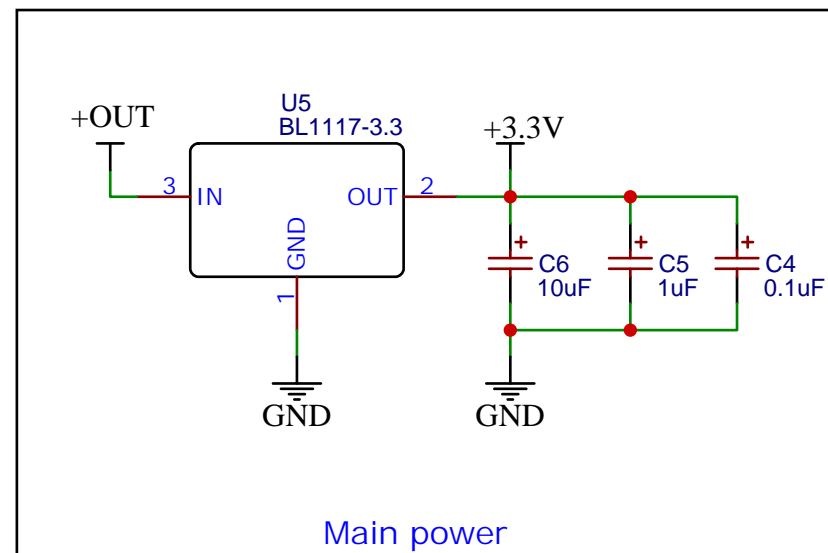 U5
BL1117-3.3
+OUT
+3.3V
3 IN
OUT 2
GND
1
+ + +
C6 C5 C4
10uF 1uF 0.1uF
GND GND
Main power